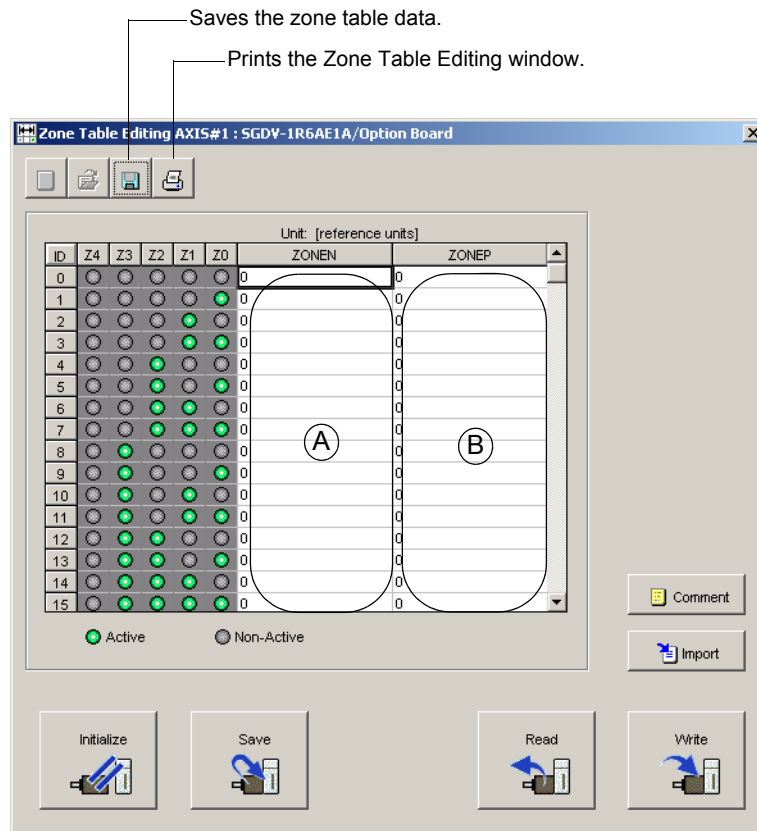 Saves the zone table data.
Prints the Zone Table Editing window.
Zone Table Editing AXIS#1 : SGDV-1R6AE1A/Option Board
Unit: [reference units]
ID Z4 Z3 Z2 Z1 Z0 ZONEN ZONEP
0 0 0
1 0 0
2 0 0
3 0 0
4 0 0
5 0 0
6 0 0
7 0 0
A B
8 0 0
9 0 0
10 0 0
11 0 0
12 0 0
13 0 0
14 0 0
15 0 0
Active Non-Active
Comment
Import
Initialize Save Read Write